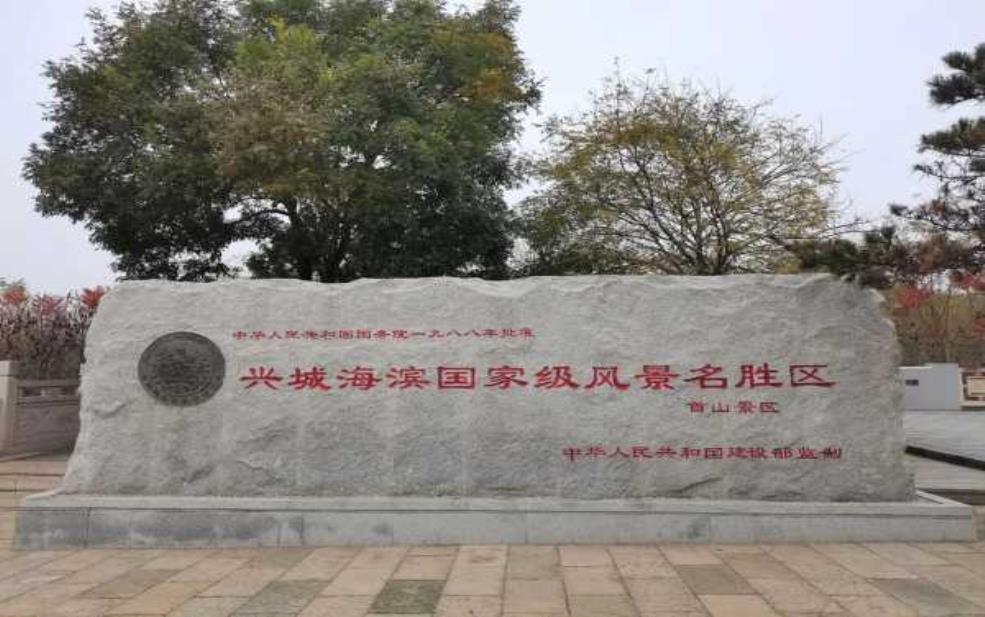 中华人民共和国国务院一九八八年批准
兴城海滨国家级风景名胜区
首山景区
中华人民共和国建设部监制